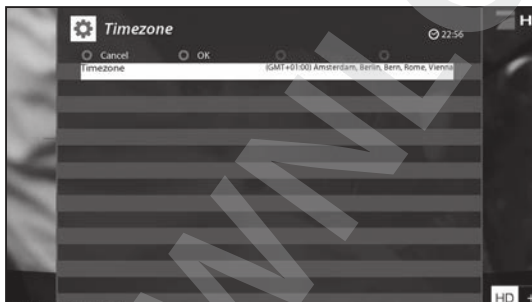 Timezone
22:56
H
Cancel OK
Timezone (GMT+01:00) Amsterdam, Berlin, Bern, Rome, Vienna
HD